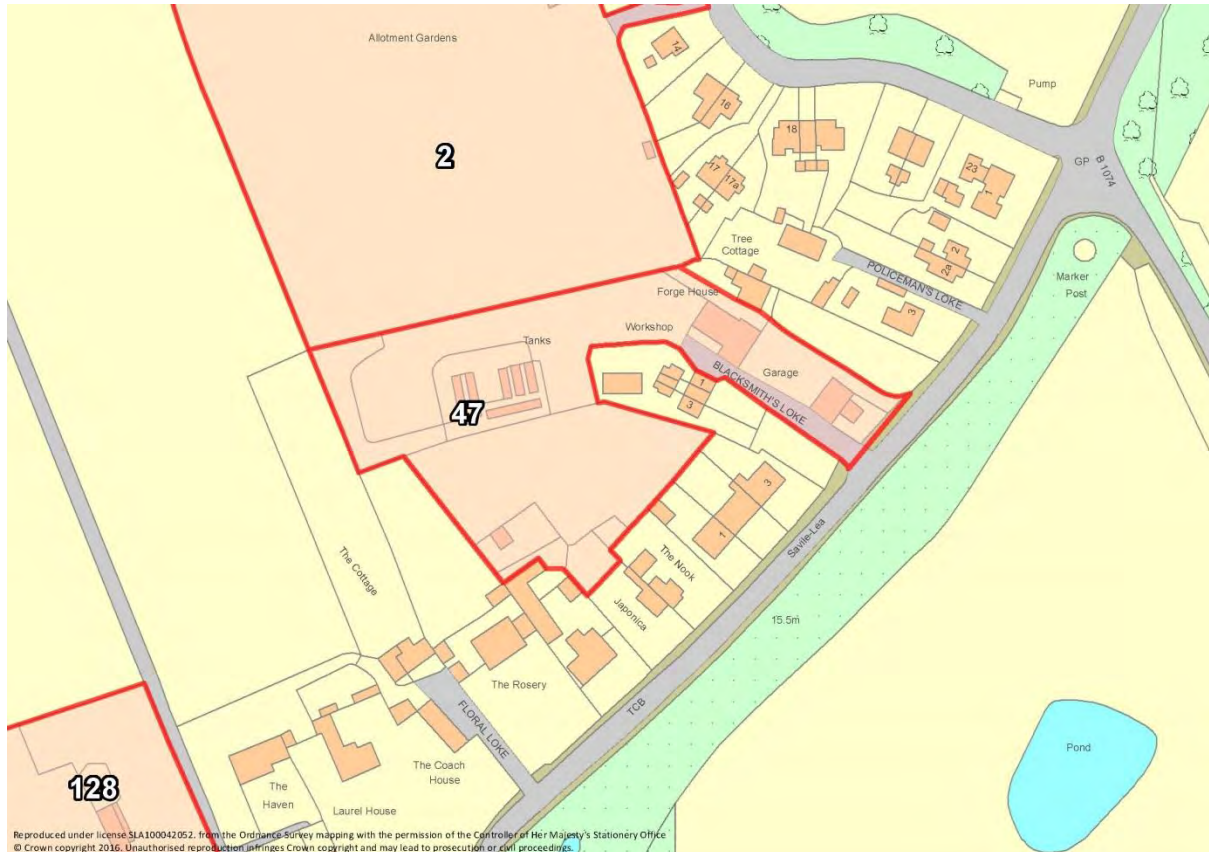 Allotment Gardens
14
Pump
16
18
2
GP
B 1074
17
17a
23
1
Tree
Cottage
2
2a
POLICEMAN'S LOKE
Marker
Post
Forge House
3
Workshop
Tanks
Garage
BLACKSMITH'S LOKE
1
3
47
3
1
Savile-Lea
The Nook
The Cottage
Japonica
15.5m
The Rosery
FLORAL LOKE
TCB
Pond
The Coach
House
128
The
Haven
Laurel House
Reproduced under license SLA100042052. from the Ordnance Survey mapping with the permission of the Controller of Her Majesty's Stationery Office
© Crown copyright 2016. Unauthorised reproduction infringes Crown copyright and may lead to prosecution or civil proceedings.